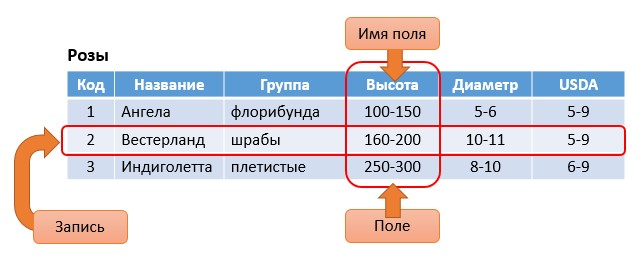 Имя поля
Розы
Код Название Группа Высота Диаметр USDA
1 Ангела флорибунда 100-150 5-6 5-9
2 Вестерланд шрабы 160-200 10-11 5-9
3 Индиголетта плетистые 250-300 8-10 6-9
Запись
Поле